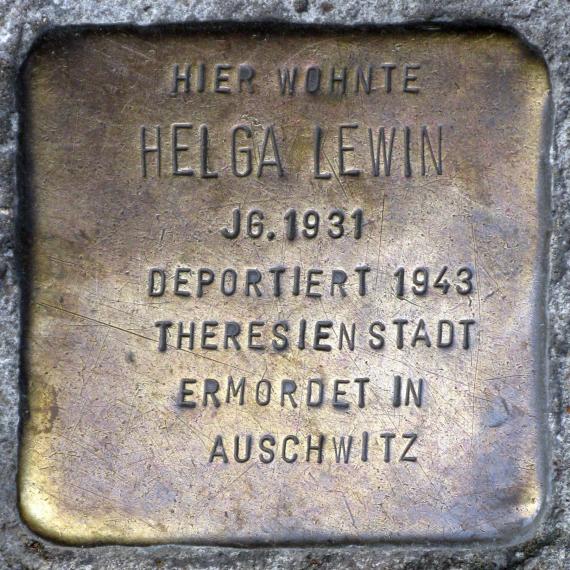 HIER WOHNTE
HELGA LEWIN
JG. 1931
DEPORTIERT 1943
THERESIENSTADT
ERMORDET IN
AUSCHWITZ